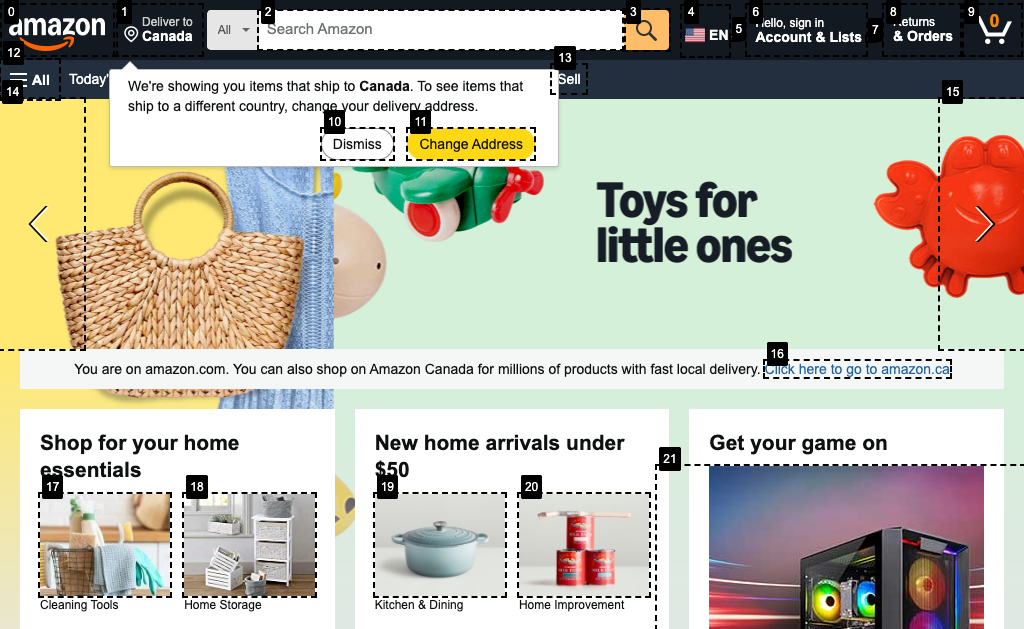 0
1
2
3
4
5
6
7
8
9
amazon
Deliver to
Canada
All
Search Amazon
EN
Hello, sign in
Account & Lists
Returns
& Orders
0
12
All
Today'
13
Sell
14
15
We're showing you items that ship to Canada. To see items that
ship to a different country, change your delivery address.
10
11
Dismiss
Change Address
Toys for
little ones
16
You are on amazon.com. You can also shop on Amazon Canada for millions of products with fast local delivery. Click here to go to amazon.ca
Shop for your home
essentials
17
18
Cleaning Tools
Home Storage
New home arrivals under
$50
19
20
Kitchen & Dining
Home Improvement
Get your game on
21